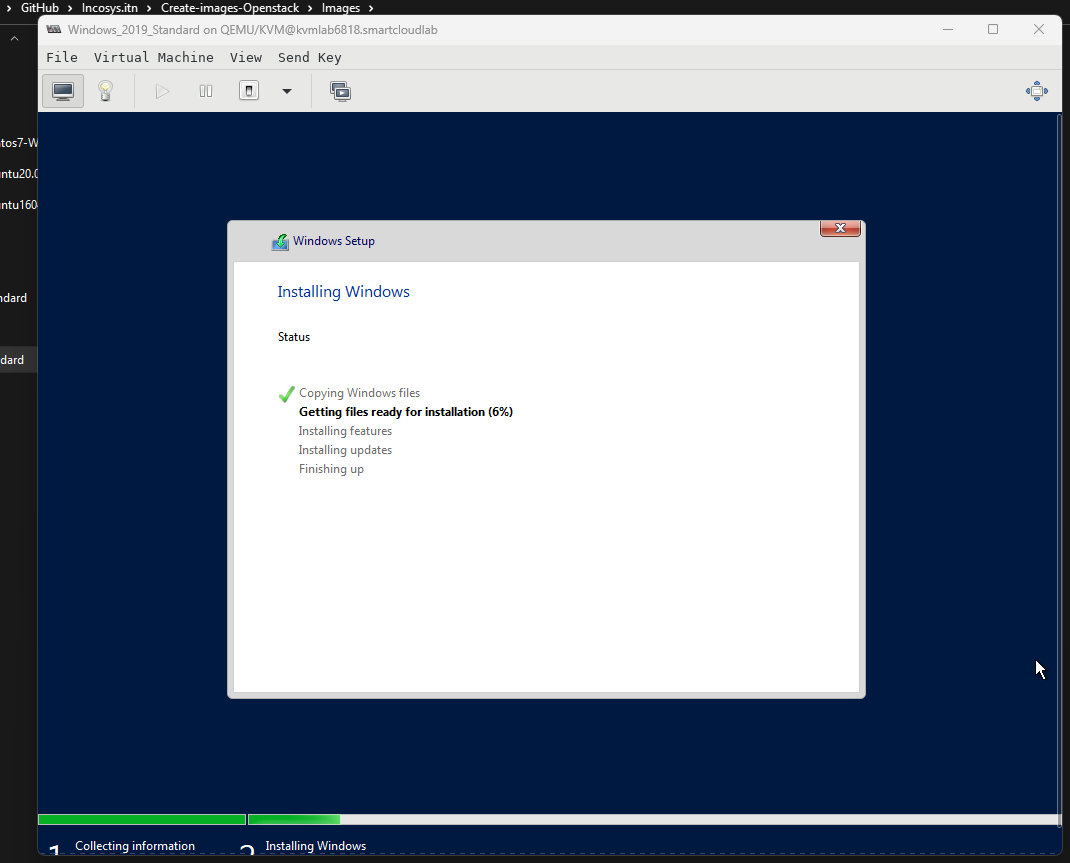 › GitHub › Incosys.itn › Create-images-Openstack › Images ›
Windows_2019_Standard on QEMU/KVM@kvmlab6818.smartcloudlab
File Virtual Machine View Send Key
tos7-W
ntu20.0
ntu160
ndard
dard
Windows Setup
Installing Windows
Status
Copying Windows files
Getting files ready for installation (6%)
Installing features
Installing updates
Finishing up
1 Collecting information
2 Installing Windows